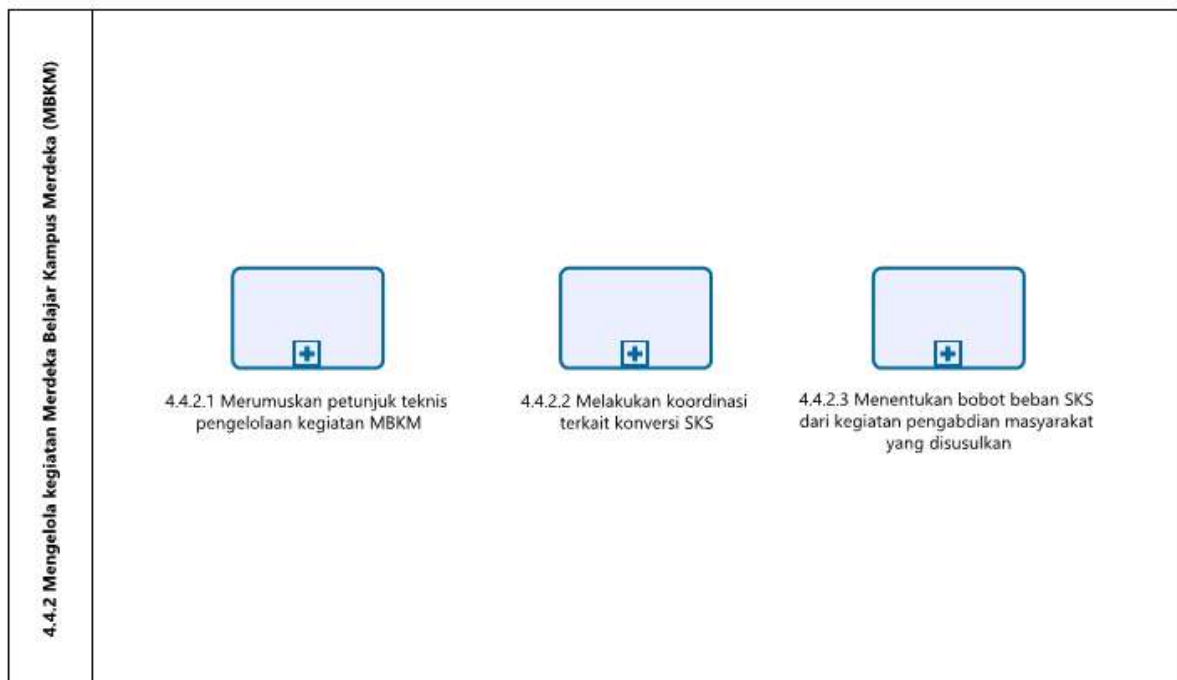 4.4.2 Mengelola kegiatan Merdeka Belajar Kampus Merdeka (MBKM)
4.4.2.1 Merumuskan petunjuk teknis
pengelolaan kegiatan MBKM
4.4.2.2 Melakukan koordinasi
terkait konversi SKS
4.4.2.3 Menentukan bobot beban SKS
dari kegiatan pengabdian masyarakat
yang disusulkan